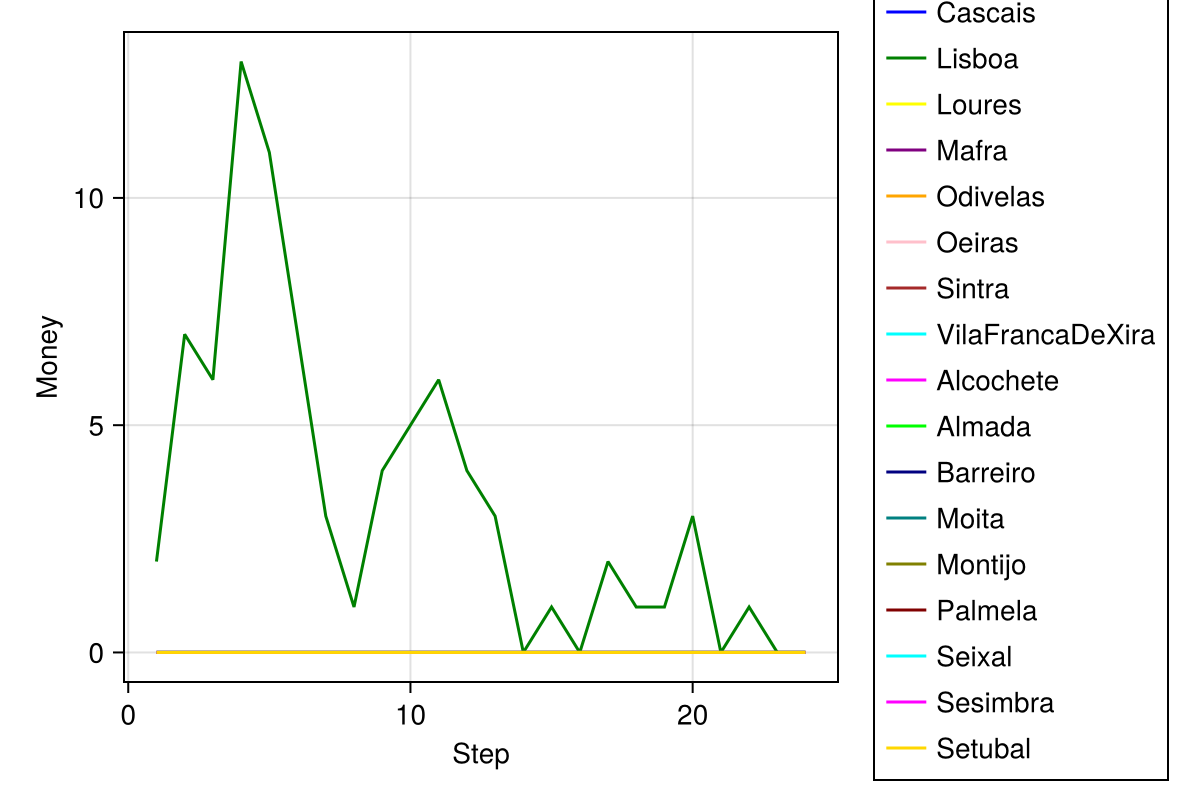 Money
10
5
0
0
10
20
Step
Cascais
Lisboa
Loures
Mafra
Odivelas
Oeiras
Sintra
VilaFrancaDeXira
Alcochete
Almada
Barreiro
Moita
Montijo
Palmela
Seixal
Sesimbra
Setubal